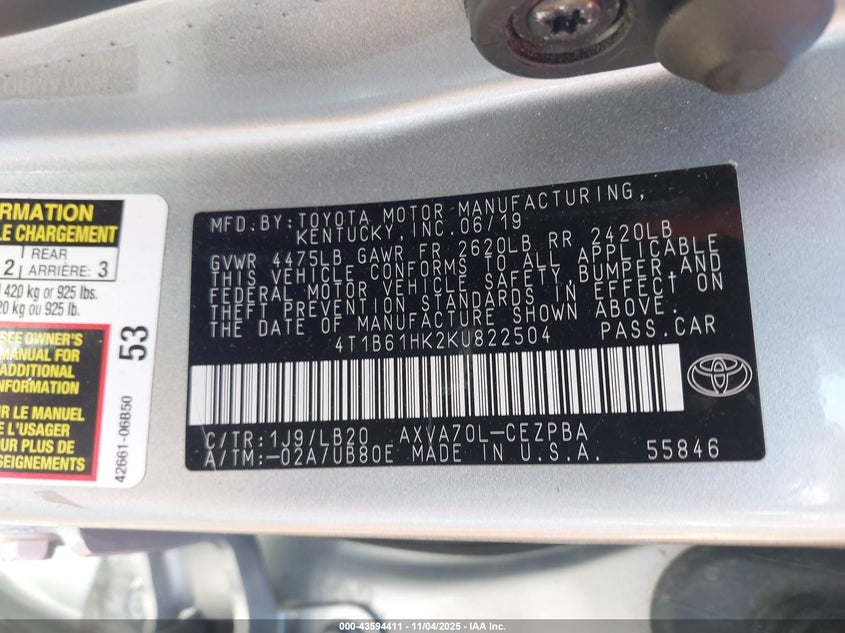 RMATION
LE CHARGEMENT
2
REAR
ARRIÈRE: 3
420 kg or 925 lbs.
20 kg ou 925 lb.
SEE OWNER'S
MANUAL FOR
ADDITIONAL
INFORMATION
IR LE MANUEL
L'USAGER
PLUS DE
SEIGNEMENTS
53
42661-06B50
MFD.BY:TOYOTA MOTOR MANUFACTURING,
KENTUCKY,INC.06/19
GVWR 4475LB GAWR FR 2620LB RR 2420LB
THIS VEHICLE CONFORMS TO ALL APPLICABLE
FEDERAL MOTOR VEHICLE SAFETY,BUMPER,AND
THEFT PREVENTION STANDARDS IN EFFECT ON
THE DATE OF MANUFACTURE SHOWN ABOVE.
4T1B61HK2KU822504 PASS.CAR
C/TR:1J9/LB20 AXVA70L-CEZPBA
A/TM:-02A/UB80E MADE IN U.S.A. 55846
000-43594411 - 11/04/2025 - IAA Inc.